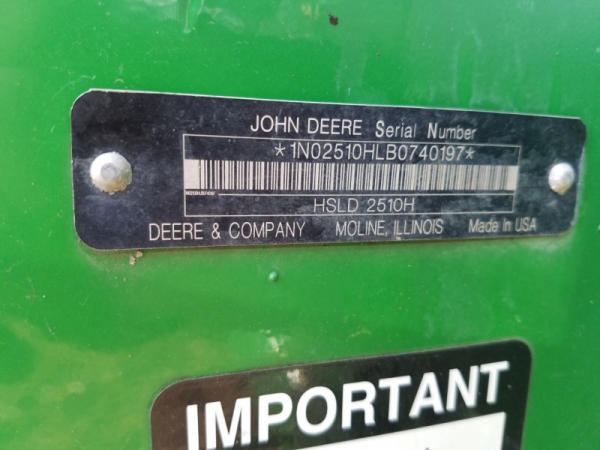 JOHN DEERE Serial Number
*1N02510HLB0740197*
HSLD 2510H
DEERE & COMPANY MOLINE, ILLINOIS Made in USA
IMPORTANT